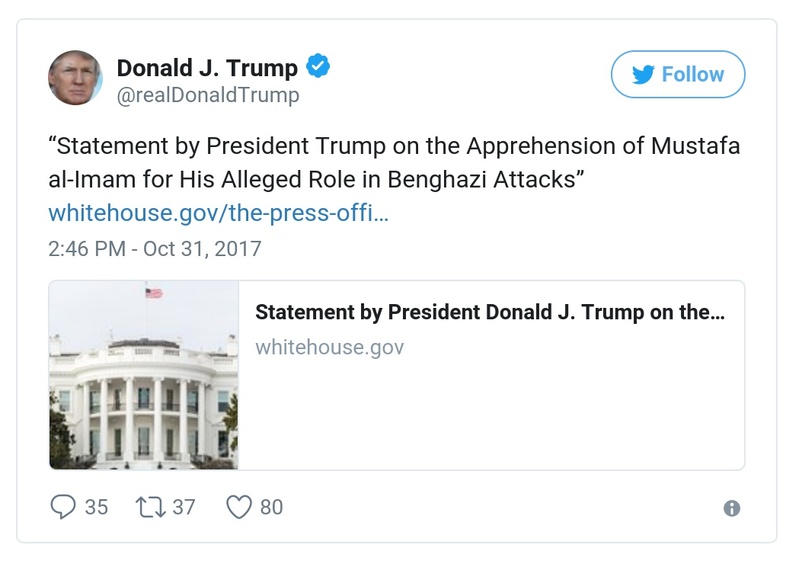 Donald J. Trump
@realDonaldTrump
Follow
“Statement by President Trump on the Apprehension of Mustafa
al-Imam for His Alleged Role in Benghazi Attacks”
whitehouse.gov/the-press-offi…
2:46 PM - Oct 31, 2017
Statement by President Donald J. Trump on the…
whitehouse.gov
35 37 80